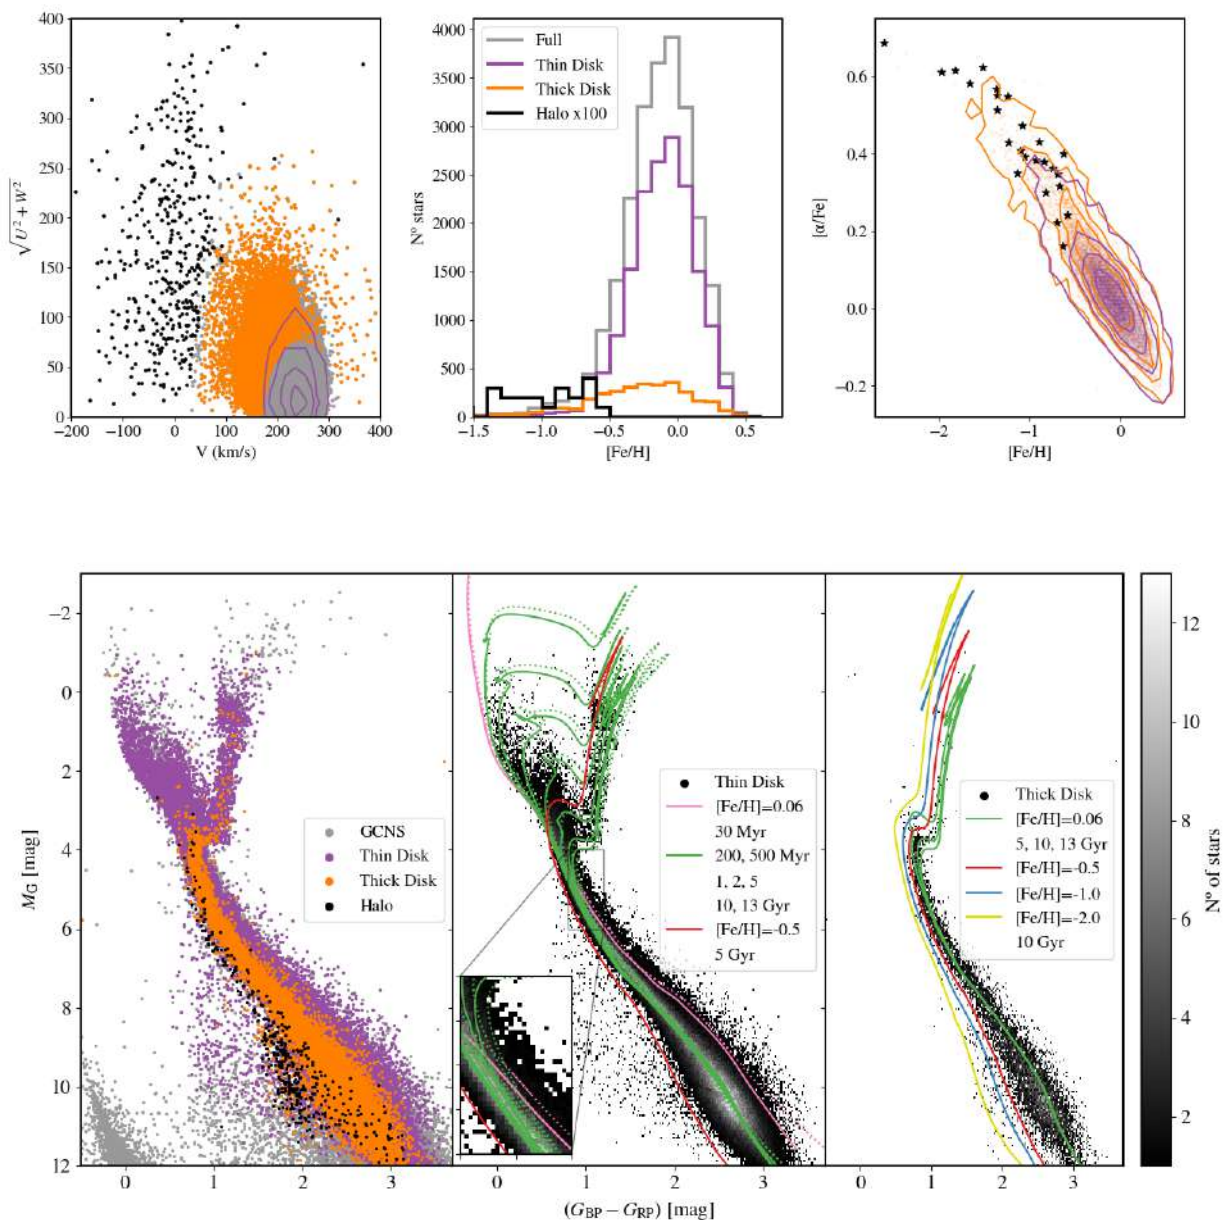 400
350
300
250
200
150
100
50
0
√U² + W²
−200 −100 0 100 200 300 400
V (km/s)
4000
3500
3000
2500
2000
1500
1000
500
0
Nº stars
Full
Thin Disk
Thick Disk
Halo x100
−1.5 −1.0 −0.5 0.0 0.5
[Fe/H]
0.6
0.4
0.2
0.0
−0.2
[α/Fe]
−2 −1 0
[Fe/H]
−2
0
2
4
6
8
10
12
M_G [mag]
GCNS
Thin Disk
Thick Disk
Halo
0 1 2 3
Thin Disk
[Fe/H]=0.06
30 Myr
200, 500 Myr
1, 2, 5
10, 13 Gyr
[Fe/H]=-0.5
5 Gyr
0 1 2 3
Thick Disk
[Fe/H]=0.06
5, 10, 13 Gyr
[Fe/H]=-0.5
[Fe/H]=-1.0
[Fe/H]=-2.0
10 Gyr
0 1 2 3
(G_BP − G_RP) [mag]
12
10
8
6
4
2
Nº of stars